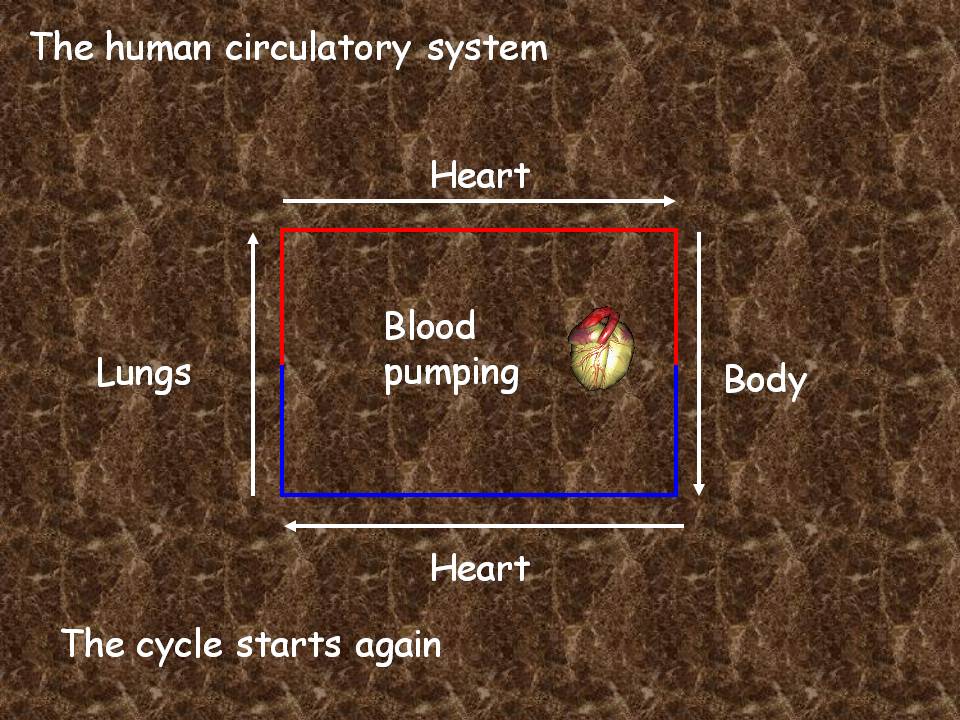 The human circulatory system
Heart
Blood
pumping
Lungs
Body
Heart
The cycle starts again